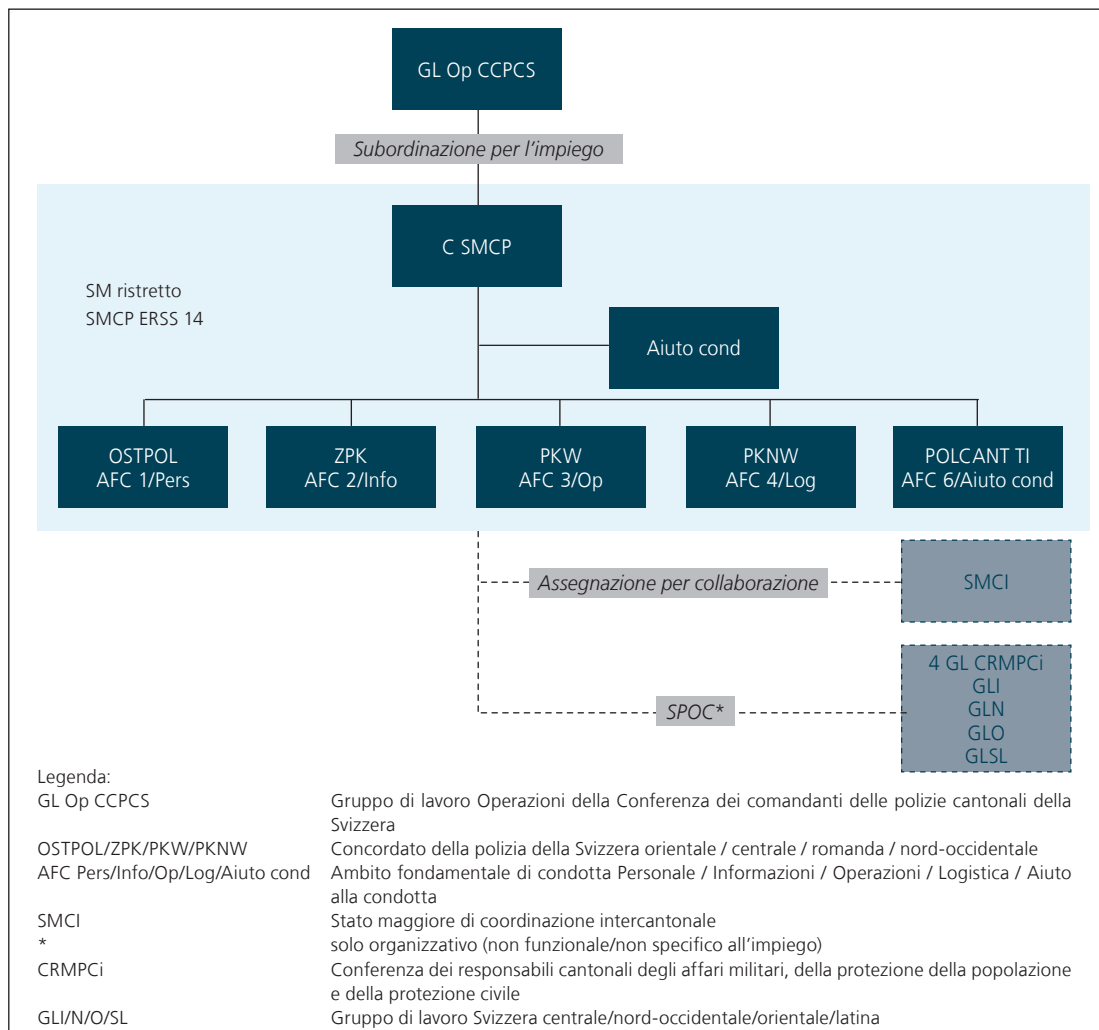 GL Op CCPCS
Subordinazione per l'impiego
C SMCP
SM ristretto
SMCP ERSS 14
Aiuto cond
OSTPOL
AFC 1/Pers
ZPK
AFC 2/Info
PKW
AFC 3/Op
PKNW
AFC 4/Log
POLCANT TI
AFC 6/Aiuto cond
Assegnazione per collaborazione
SMCI
4 GL CRMPCi
GLI
GLN
GLO
GLSL
SPOC*
Legenda:
GL Op CCPCS Gruppo di lavoro Operazioni della Conferenza dei comandanti delle polizie cantonali della
Svizzera
OSTPOL/ZPK/PKW/PKNW Concordato della polizia della Svizzera orientale / centrale / romanda / nord-occidentale
AFC Pers/Info/Op/Log/Aiuto cond Ambito fondamentale di condotta Personale / Informazioni / Operazioni / Logistica / Aiuto
alla condotta
SMCI Stato maggiore di coordinazione intercantonale
* solo organizzativo (non funzionale/non specifico all'impiego)
CRMPCi Conferenza dei responsabili cantonali degli affari militari, della protezione della popolazione
e della protezione civile
GLI/N/O/SL Gruppo di lavoro Svizzera centrale/nord-occidentale/orientale/latina